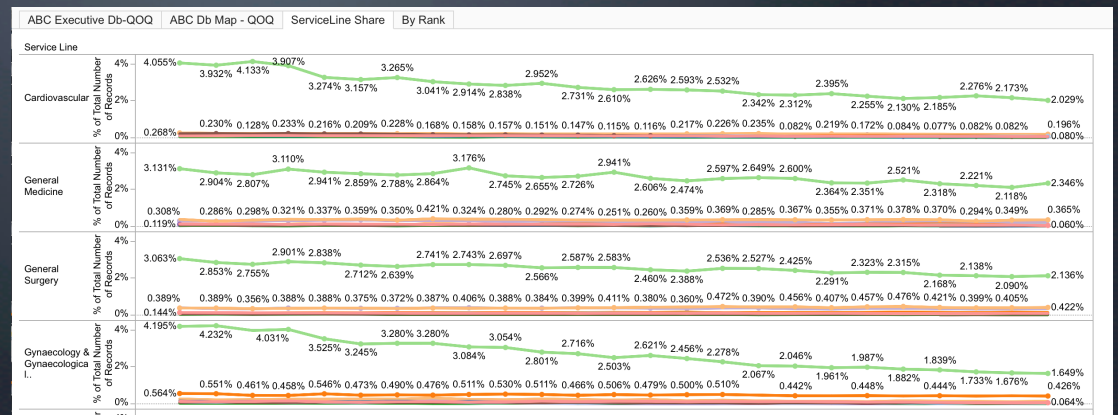 ABC Executive Db-QOQ ABC Db Map - QOQ ServiceLine Share By Rank
Service Line
Cardiovascular
% of Total Number
of Records
4%
2%
0%
4.055% 3.932% 4.133% 3.907% 3.274% 3.157% 3.265% 3.041% 2.914% 2.838% 2.952% 2.731% 2.610% 2.626% 2.593% 2.532% 2.342% 2.312% 2.395% 2.255% 2.130% 2.185% 2.276% 2.173% 2.029%
0.268% 0.230% 0.128% 0.233% 0.216% 0.209% 0.228% 0.168% 0.158% 0.157% 0.151% 0.147% 0.115% 0.116% 0.217% 0.226% 0.235% 0.082% 0.219% 0.172% 0.084% 0.077% 0.082% 0.082% 0.196%
0.080%
General
Medicine
% of Total Number
of Records
4%
2%
0%
3.131% 2.904% 2.807% 3.110% 2.941% 2.859% 2.788% 2.864% 3.176% 2.745% 2.655% 2.726% 2.941% 2.606% 2.474% 2.597% 2.649% 2.600% 2.364% 2.351% 2.521% 2.318% 2.221% 2.118% 2.346%
0.308% 0.286% 0.298% 0.321% 0.337% 0.359% 0.350% 0.421% 0.324% 0.280% 0.292% 0.274% 0.251% 0.260% 0.359% 0.369% 0.285% 0.367% 0.355% 0.371% 0.378% 0.370% 0.294% 0.349% 0.365%
0.119% 0.060%
General
Surgery
% of Total Number
of Records
4%
2%
0%
3.063% 2.853% 2.755% 2.901% 2.838% 2.712% 2.639% 2.741% 2.743% 2.697% 2.566% 2.587% 2.583% 2.460% 2.388% 2.536% 2.527% 2.425% 2.291% 2.323% 2.315% 2.168% 2.138% 2.090% 2.136%
0.389% 0.389% 0.356% 0.388% 0.388% 0.375% 0.372% 0.387% 0.406% 0.388% 0.384% 0.399% 0.411% 0.380% 0.360% 0.472% 0.390% 0.456% 0.407% 0.457% 0.476% 0.421% 0.399% 0.405% 0.422%
0.144%
Gynaecology &
Gynaecologica
l..
% of Total Number
of Records
4%
2%
0%
4.195% 4.232% 4.031% 3.525% 3.245% 3.280% 3.280% 3.084% 3.054% 2.801% 2.716% 2.503% 2.621% 2.456% 2.278% 2.067% 2.046% 1.961% 1.987% 1.882% 1.839% 1.733% 1.676% 1.649%
0.564% 0.551% 0.461% 0.458% 0.546% 0.473% 0.490% 0.476% 0.511% 0.530% 0.511% 0.466% 0.506% 0.479% 0.500% 0.510% 0.442% 0.448% 0.444% 0.426%
0.064%